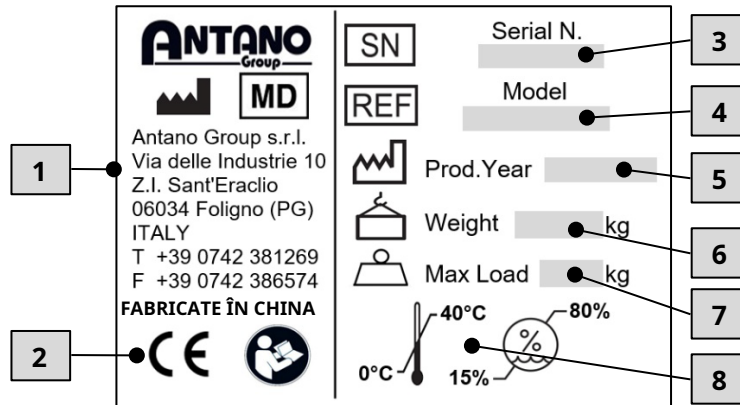 ANTANO
Group
MD
Antano Group s.r.l.
Via delle Industrie 10
Z.I. Sant'Eraclio
06034 Foligno (PG)
ITALY
T +39 0742 381269
F +39 0742 386574
FABRICATE ÎN CHINA
CE
SN
Serial N.
REF
Model
Prod.Year
Weight kg
Max Load kg
40°C
0°C
80%
%
15%
1
2
3
4
5
6
7
8